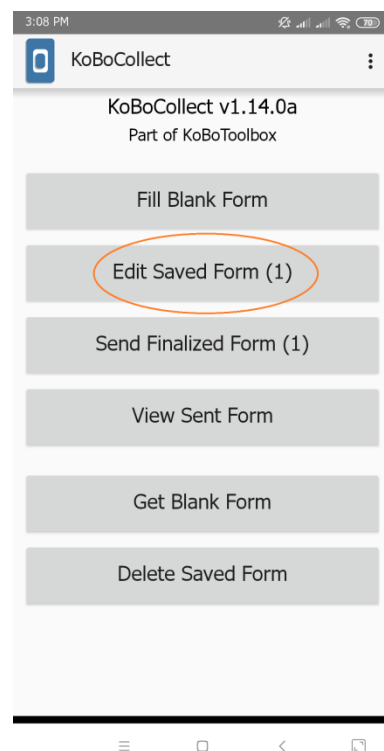 3:08 PM 70
KoBoCollect
KoBoCollect v1.14.0a
Part of KoBoToolbox
Fill Blank Form
Edit Saved Form (1)
Send Finalized Form (1)
View Sent Form
Get Blank Form
Delete Saved Form